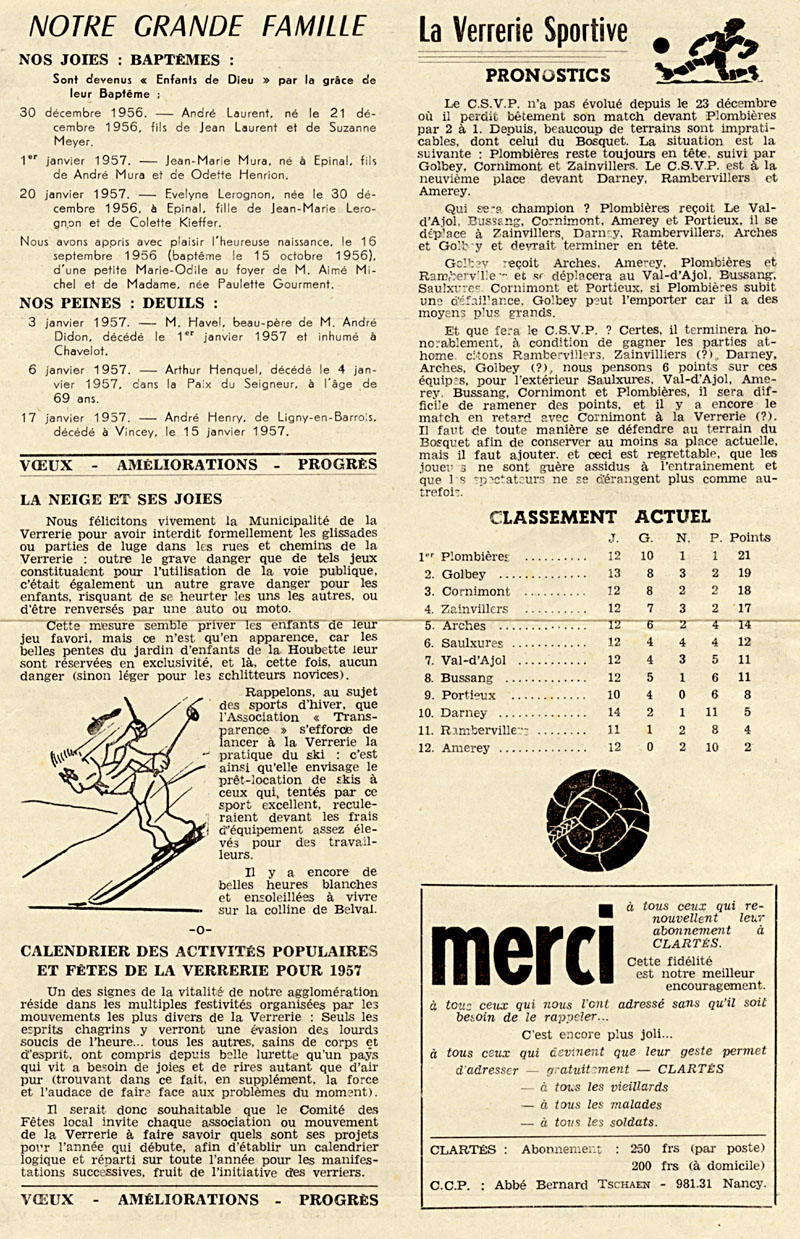 NOTRE GRANDE FAMILLE
NOS JOIES : BAPTÊMES :
Sont devenus « Enfants de Dieu » par la grâce de
leur Baptême :
30 décembre 1956. — André Laurent, né le 21 dé-
cembre 1956, fils de Jean Laurent et de Suzanne
Meyer.
1er janvier 1957. — Jean-Marie Mura, né à Epinal, fils
de André Mura et de Odette Henrion.
20 janvier 1957. — Evelyne Lerognon, née le 30 dé-
cembre 1956, à Epinal, fille de Jean-Marie Lero-
gnon et de Colette Kieffer.
Nous avons appris avec plaisir l'heureuse naissance, le 16
septembre 1956 (baptême le 15 octobre 1956),
d'une petite Marie-Odile au foyer de M. Aimé Mi-
chel et de Madame, née Paulette Gourment.
NOS PEINES : DEUILS :
3 janvier 1957. — M. Havel, beau-père de M. André
Didon, décédé le 1er janvier 1957 et inhumé à
Chavelot.
6 janvier 1957. — Arthur Henquel, décédé le 4 jan-
vier 1957, dans la Paix du Seigneur, à l'âge de
69 ans.
17 janvier 1957. — André Henry, de Ligny-en-Barrois,
décédé à Vincey, le 15 janvier 1957.
VŒUX - AMÉLIORATIONS - PROGRÈS
LA NEIGE ET SES JOIES
Nous félicitons vivement la Municipalité de la
Verrerie pour avoir interdit formellement les glissades
ou parties de luge dans les rues et chemins de la
Verrerie : outre le grave danger que de tels jeux
constituaient pour l'utilisation de la voie publique,
c'était également un autre grave danger pour les
enfants, risquant de se heurter les uns les autres, ou
d'être renversés par une auto ou moto.
Cette mesure semble priver les enfants de leur
jeu favori, mais ce n'est qu'en apparence, car les
belles pentes du jardin d'enfants de la Houbette leur
sont réservées en exclusivité, et là, cette fois, aucun
danger (sinon léger pour les schlitteurs novices).
Rappelons, au sujet
des sports d'hiver, que
l'Association « Trans-
parence » s'efforce de
lancer à la Verrerie la
pratique du ski : c'est
ainsi qu'elle envisage le
prêt-location de skis à
ceux qui, tentés par ce
sport excellent, recule-
raient devant les frais
d'équipement assez éle-
vés pour des travail-
leurs.
Il y a encore de
belles heures blanches
et ensoleillées à vivre
sur la colline de Belval.
-o-
CALENDRIER DES ACTIVITÉS POPULAIRES
ET FÊTES DE LA VERRERIE POUR 1957
Un des signes de la vitalité de notre agglomération
réside dans les multiples festivités organisées par les
mouvements les plus divers de la Verrerie : Seuls les
esprits chagrins y verront une évasion des lourds
soucis de l'heure... tous les autres, sains de corps et
d'esprit, ont compris depuis belle lurette qu'un pays
qui vit a besoin de joies et de rires autant que d'air
pur (trouvant dans ce fait, en supplément, la force
et l'audace de faire face aux problèmes du moment).
Il serait donc souhaitable que le Comité des
Fêtes local invite chaque association ou mouvement
de la Verrerie à faire savoir quels sont ses projets
pour l'année qui débute, afin d'établir un calendrier
logique et réparti sur toute l'année pour les manifes-
tations successives, fruit de l'initiative des verriers.
VŒUX - AMÉLIORATIONS - PROGRÈS
La Verrerie Sportive
PRONOSTICS
Le C.S.V.P. n'a pas évolué depuis le 23 décembre
où il perdit bêtement son match devant Plombières
par 2 à 1. Depuis, beaucoup de terrains sont imprati-
cables, dont celui du Bosquet. La situation est la
suivante : Plombières reste toujours en tête, suivi par
Golbey, Cornimont et Zainvillers. Le C.S.V.P. est à la
neuvième place devant Darney, Rambervillers et
Amerey.
Qui sera champion ? Plombières reçoit Le Val-
d'Ajol, Bussang, Cornimont, Amerey et Portieux, il se
déplace à Zainvillers, Darney, Rambervillers, Arches
et Golbey et devrait terminer en tête.
Golbey reçoit Arches, Amerey, Plombières et
Rambervillers et se déplacera au Val-d'Ajol, Bussang,
Saulxures Cornimont et Portieux, si Plombières subit
une défaillance, Golbey peut l'emporter car il a des
moyens plus grands.
Et que fera le C.S.V.P. ? Certes, il terminera ho-
norablement, à condition de gagner les parties at-
home, citons Rambervillers, Zainvilliers (?), Darney,
Arches, Golbey (?), nous pensons 6 points sur ces
équipes, pour l'extérieur Saulxures, Val-d'Ajol, Ame-
rey, Bussang, Cornimont et Plombières, il sera dif-
ficile de ramener des points, et il y a encore le
match en retard avec Cornimont à la Verrerie (?).
Il faut de toute manière se défendre au terrain du
Bosquet afin de conserver au moins sa place actuelle,
mais il faut ajouter, et ceci est regrettable, que les
joueurs ne sont guère assidus à l'entraînement et
que les spectateurs ne se dérangent plus comme au-
trefois.
CLASSEMENT ACTUEL
J. G. N. P. Points
1er Plombières .......... 12 10 1 1 21
2. Golbey .............. 13 8 3 2 19
3. Cornimont .......... 12 8 2 2 18
4. Zainvillers .......... 12 7 3 2 17
5. Arches .............. 12 6 2 4 14
6. Saulxures ........... 12 4 4 4 12
7. Val-d'Ajol ........... 12 4 3 5 11
8. Bussang ............. 12 5 1 6 11
9. Portieux ............ 10 4 0 6 8
10. Darney .............. 14 2 1 11 5
11. Rambervillers ........ 11 1 2 8 4
12. Amerey .............. 12 0 2 10 2
merci
à tous ceux qui re-
nouvellent leur
abonnement à
CLARTÉS.
Cette fidélité
est notre meilleur
encouragement.
à tous ceux qui nous l'ont adressé sans qu'il soit
besoin de le rappeler...
C'est encore plus joli...
à tous ceux qui devinent que leur geste permet
d'adresser — gratuitement — CLARTÉS
— à tous les vieillards
— à tous les malades
— à tous les soldats.
CLARTÉS : Abonnement : 250 frs (par poste)
200 frs (à domicile)
C.C.P. : Abbé Bernard TSCHAEN - 981.31 Nancy.